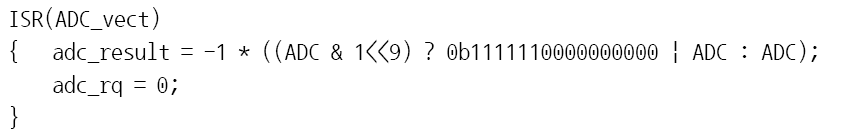 ISR(ADC_vect)
{   adc_result = -1 * ((ADC & 1<<9) ? 0b1111110000000000 ¦ ADC : ADC);
    adc_rq = 0;
}